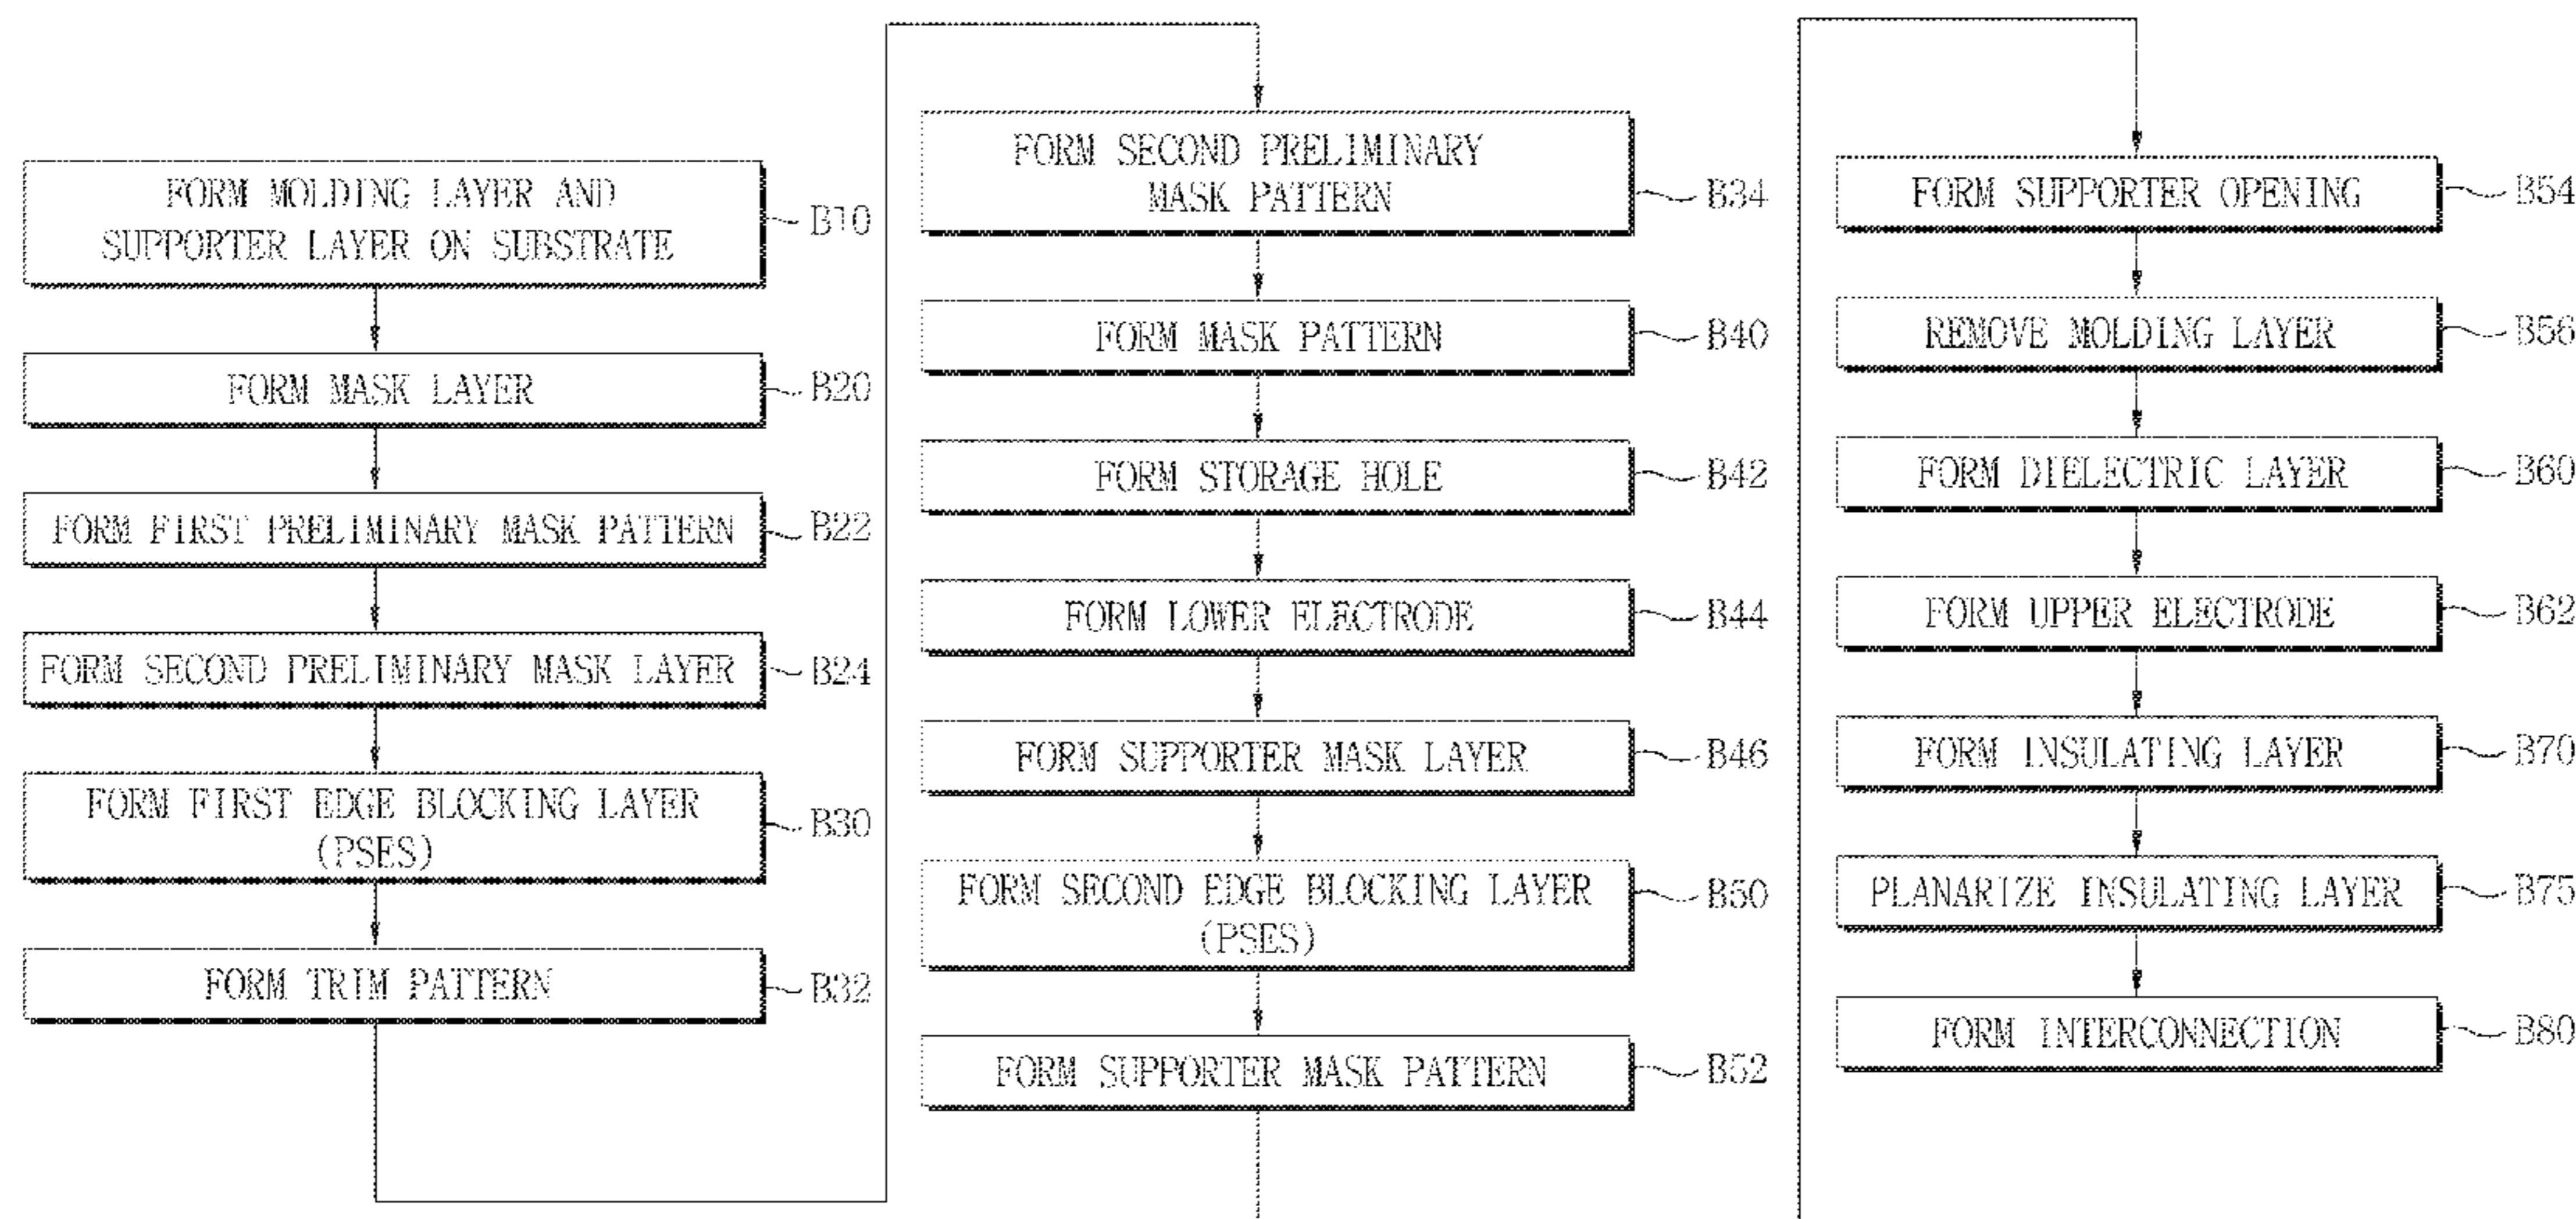 FORM MOLDING LAYER AND
SUPPORTER LAYER ON SUBSTRATE
B10
FORM MASK LAYER
B20
FORM FIRST PRELIMINARY MASK PATTERN
B22
FORM SECOND PRELIMINARY MASK LAYER
B24
FORM FIRST EDGE BLOCKING LAYER
(PSES)
B30
FORM TRIM PATTERN
B32
FORM SECOND PRELIMINARY
MASK PATTERN
B34
FORM MASK PATTERN
B40
FORM STORAGE HOLE
B42
FORM LOWER ELECTRODE
B44
FORM SUPPORTER MASK LAYER
B46
FORM SECOND EDGE BLOCKING LAYER
(PSES)
B50
FORM SUPPORTER MASK PATTERN
B52
FORM SUPPORTER OPENING
B54
REMOVE MOLDING LAYER
B56
FORM DIELECTRIC LAYER
B60
FORM UPPER ELECTRODE
B62
FORM INSULATING LAYER
B70
PLANARIZE INSULATING LAYER
B75
FORM INTERCONNECTION
B80